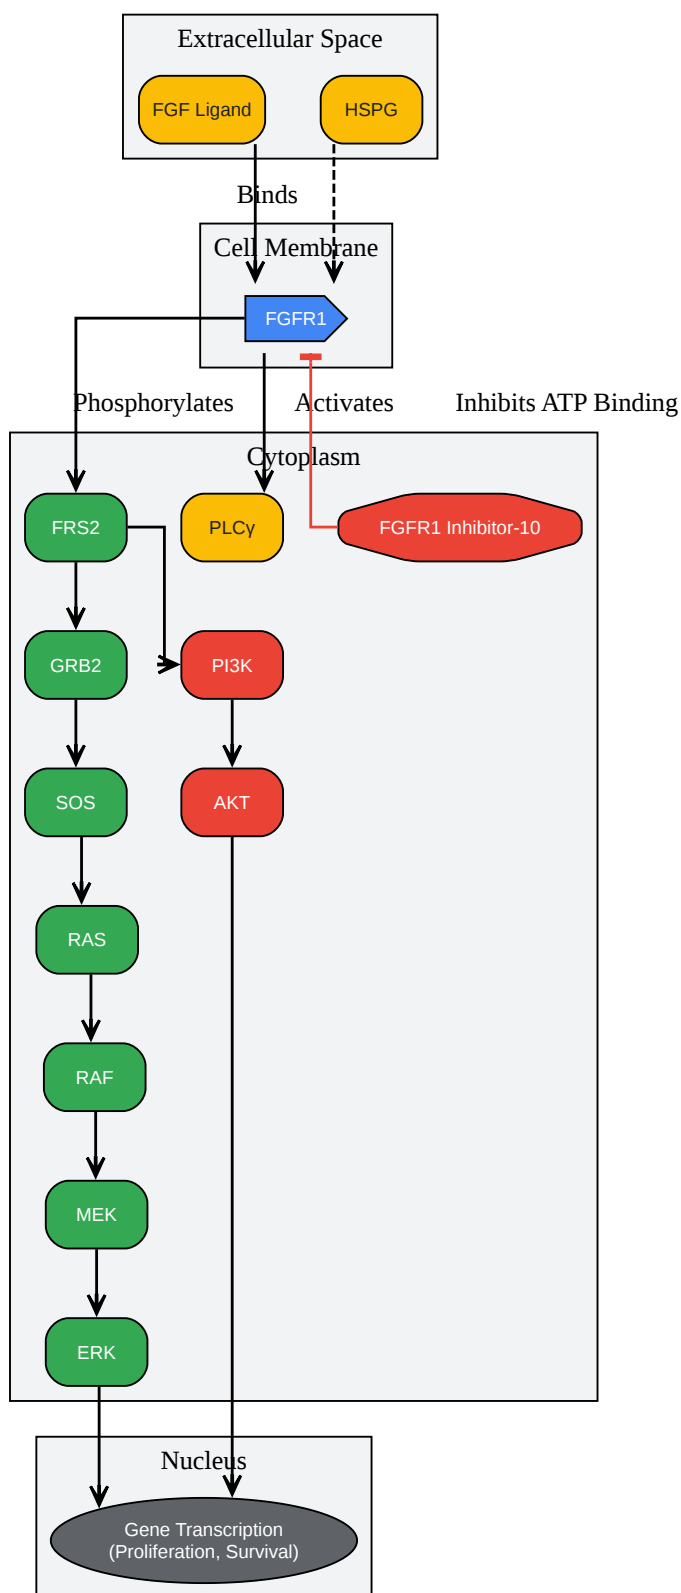 Extracellular Space
FGF Ligand
HSPG
Binds
Cell Membrane
FGFR1
Phosphorylates
Activates
Inhibits ATP Binding
Cytoplasm
FRS2
PLCγ
FGFR1 Inhibitor-10
GRB2
PI3K
SOS
AKT
RAS
RAF
MEK
ERK
Nucleus
Gene Transcription
(Proliferation, Survival)